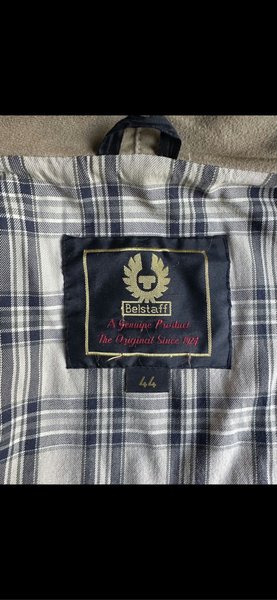 Belstaff
A Genuine Product
The Original Since 1924
44